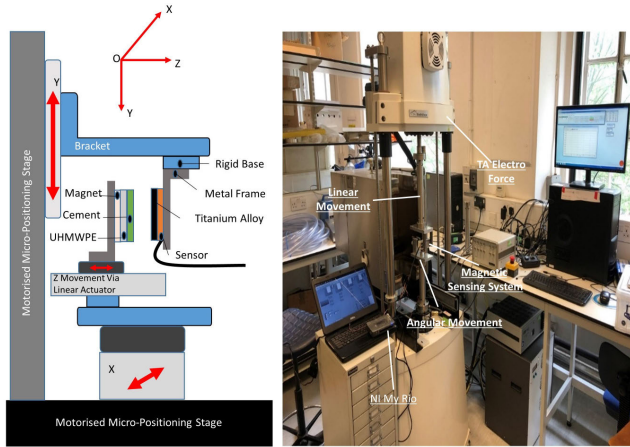 X
O
Z
Y
Y
Bracket
Rigid Base
Magnet
Metal Frame
Cement
Titanium Alloy
UHMWPE
Sensor
Z Movement Via
Linear Actuator
X
Motorised Micro-Positioning Stage
Motorised Micro-Positioning Stage
TA Electro
Force
Linear
Movement
Magnetic
Sensing System
Angular Movement
NI My Rio